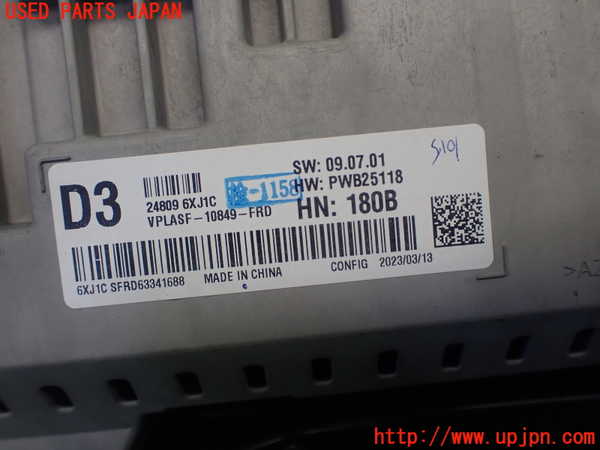 USED PARTS JAPAN
D3
24809 6XJ1C
VPLASF-10849-FRD
-1158
SW: 09.07.01
HW: PWB25118
HN: 180B
S101
6XJ1C SFRD63341688
MADE IN CHINA
CONFIG 2023/03/13
http://www.upjpn.com/